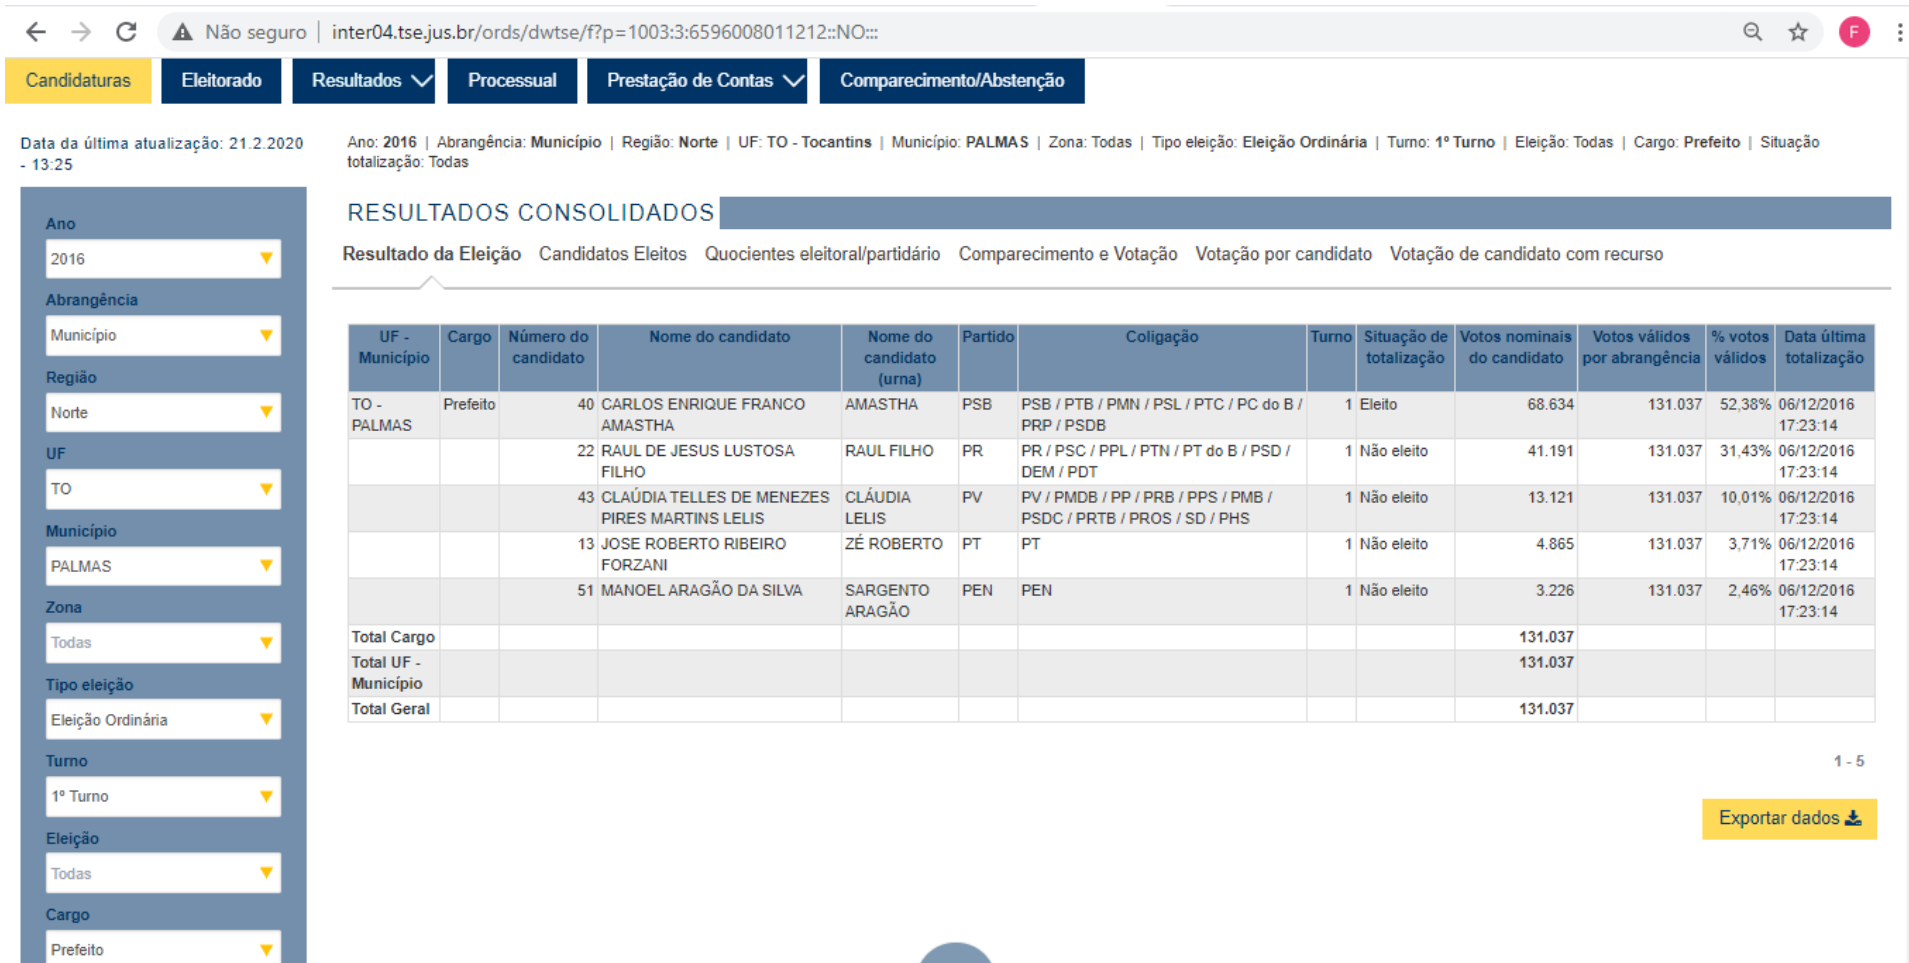 Não seguro | inter04.tse.jus.br/ords/dwtse/f?p=1003:3:6596008011212::NO:::
F
Candidaturas Eleitorado Resultados Processual Prestação de Contas Comparecimento/Abstenção
Data da última atualização: 21.2.2020
- 13:25
Ano: 2016 | Abrangência: Município | Região: Norte | UF: TO - Tocantins | Município: PALMAS | Zona: Todas | Tipo eleição: Eleição Ordinária | Turno: 1º Turno | Eleição: Todas | Cargo: Prefeito | Situação
totalização: Todas
Ano
2016
Abrangência
Município
Região
Norte
UF
TO
Município
PALMAS
Zona
Todas
Tipo eleição
Eleição Ordinária
Turno
1º Turno
Eleição
Todas
Cargo
Prefeito
RESULTADOS CONSOLIDADOS
Resultado da Eleição Candidatos Eleitos Quocientes eleitoral/partidário Comparecimento e Votação Votação por candidato Votação de candidato com recurso
UF - Cargo Número do Nome do candidato Nome do Partido Coligação Turno Situação de Votos nominais Votos válidos % votos Data última
Município candidato candidato totalização do candidato por abrangência válidos totalização
(urna)
TO - Prefeito 40 CARLOS ENRIQUE FRANCO AMASTHA PSB PSB / PTB / PMN / PSL / PTC / PC do B / 1 Eleito 68.634 131.037 52,38% 06/12/2016
PALMAS AMASTHA PRP / PSDB 17:23:14
22 RAUL DE JESUS LUSTOSA RAUL FILHO PR PR / PSC / PPL / PTN / PT do B / PSD / 1 Não eleito 41.191 131.037 31,43% 06/12/2016
FILHO DEM / PDT 17:23:14
43 CLAÚDIA TELLES DE MENEZES CLÁUDIA PV PV / PMDB / PP / PRB / PPS / PMB / 1 Não eleito 13.121 131.037 10,01% 06/12/2016
PIRES MARTINS LELIS LELIS PSDC / PRTB / PROS / SD / PHS 17:23:14
13 JOSE ROBERTO RIBEIRO ZÉ ROBERTO PT PT 1 Não eleito 4.865 131.037 3,71% 06/12/2016
FORZANI 17:23:14
51 MANOEL ARAGÃO DA SILVA SARGENTO PEN PEN 1 Não eleito 3.226 131.037 2,46% 06/12/2016
ARAGÃO 17:23:14
Total Cargo 131.037
Total UF - 131.037
Município
Total Geral 131.037
1 - 5
Exportar dados